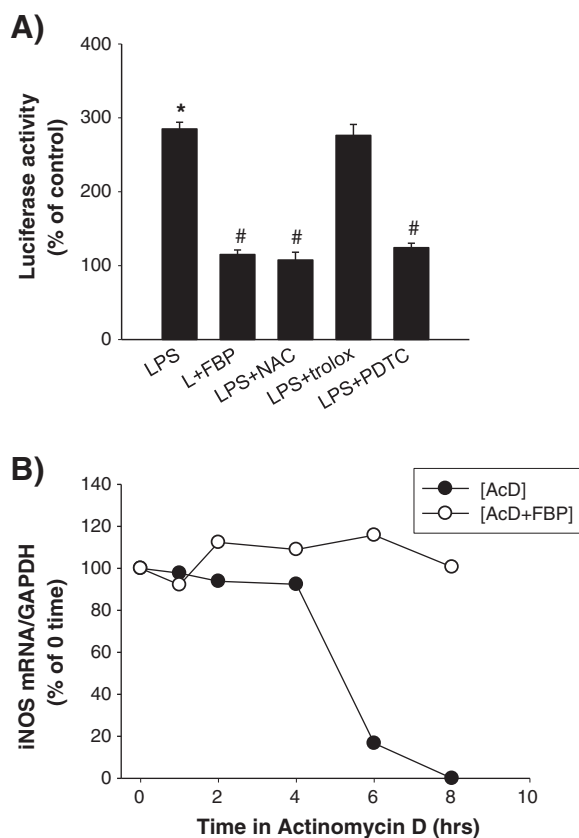 A)
Luciferase activity
(% of control)
400
300
200
100
0
*
#
#
#
LPS
L+FBP
LPS+NAC
LPS+trolox
LPS+PDTC
B)
iNOS mRNA/GAPDH
(% of 0 time)
140
120
100
80
60
40
20
0
[AcD]
[AcD+FBP]
0
2
4
6
8
10
Time in Actinomycin D (hrs)